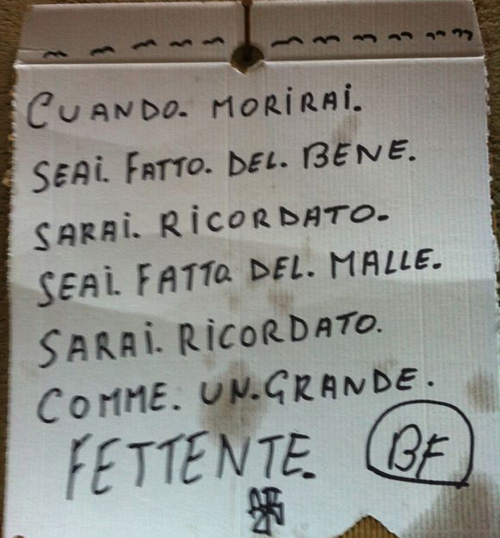 CUANDO. MORIRAI.
SEAI. FATTO. DEL. BENE.
SARAI. RICORDATO.
SEAI. FATTO DEL. MALLE.
SARAI. RICORDATO.
COMME. UN. GRANDE.
FETTENTE.
BF